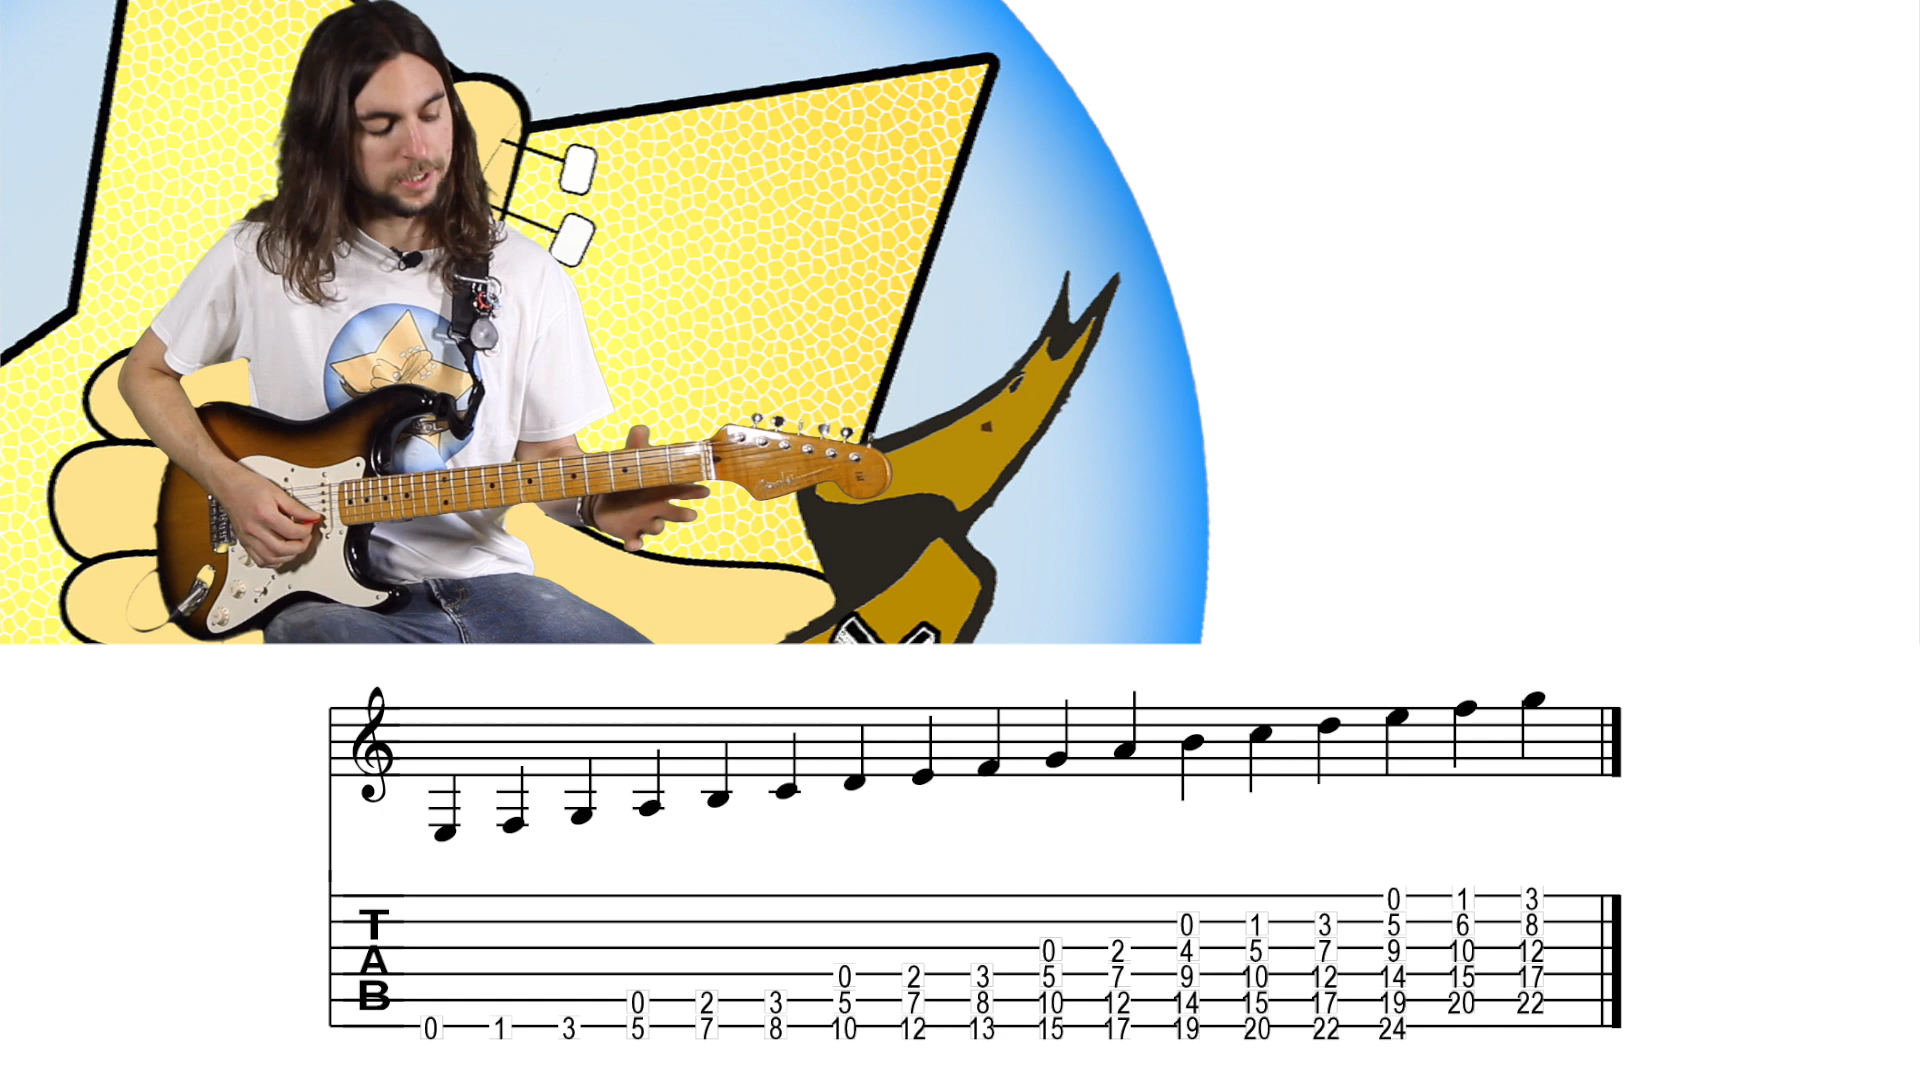 T
A
B
0 1 3
0 1 3 5 6 8
0 2 4 5 7 9 10 12
0 2 3 5 7 9 10 12 14 15 17
0 2 3 5 7 8 10 12 14 15 17 19 20 22
0 1 3 5 7 8 10 12 13 15 17 19 20 22 24